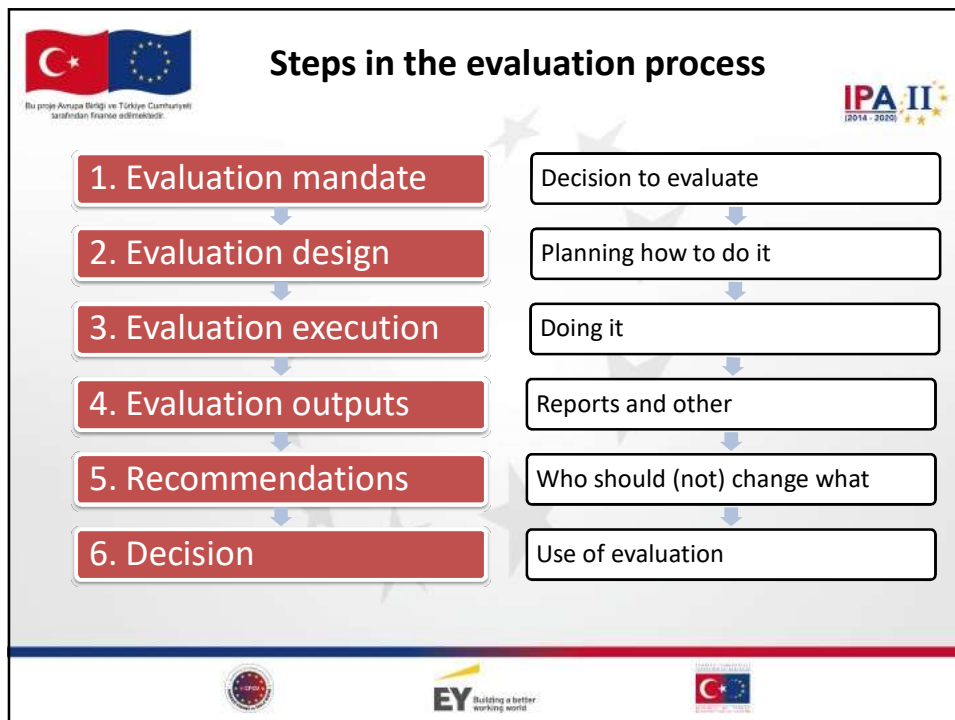 Steps in the evaluation process
Bu proje Avrupa Birliği ve Türkiye Cumhuriyeti
tarafından finanse edilmektedir.
IPA II
(2014 - 2020)
1. Evaluation mandate
Decision to evaluate
2. Evaluation design
Planning how to do it
3. Evaluation execution
Doing it
4. Evaluation outputs
Reports and other
5. Recommendations
Who should (not) change what
6. Decision
Use of evaluation
EY
Building a better
working world